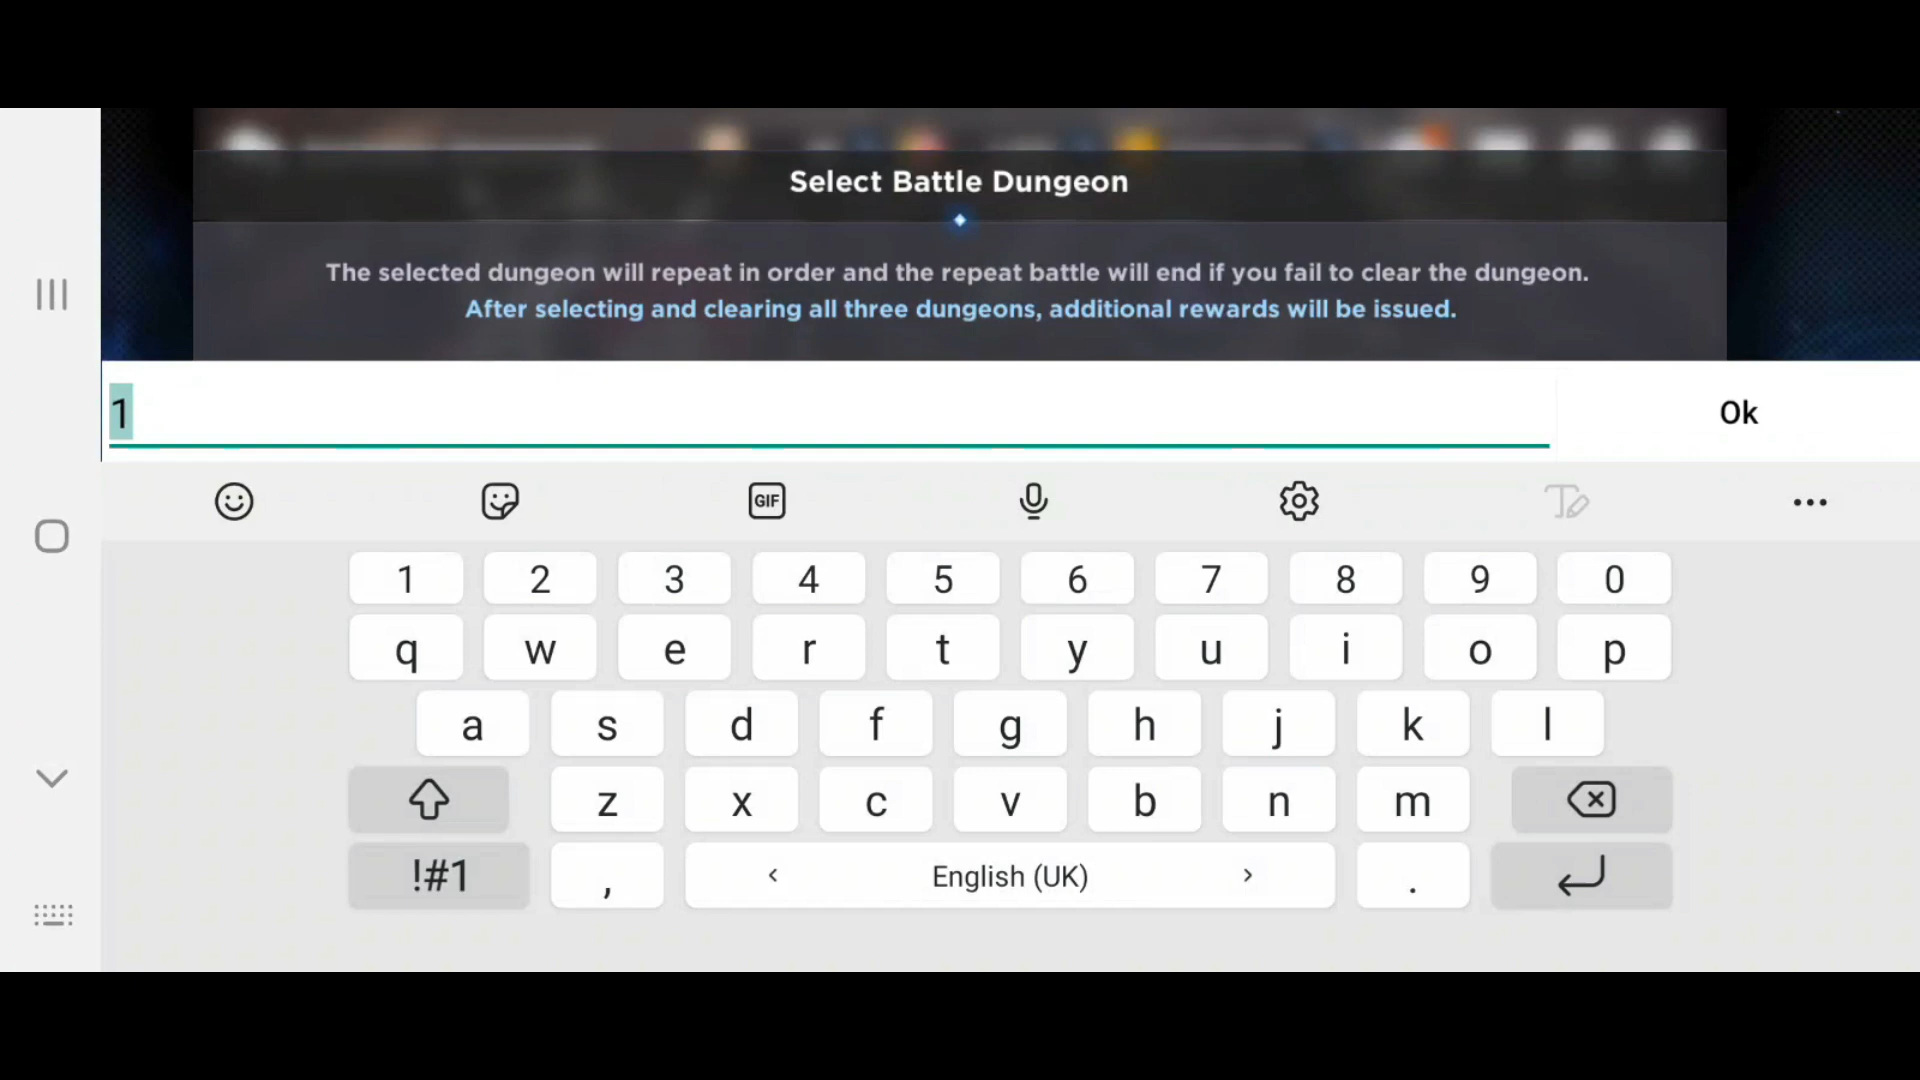 Select Battle Dungeon
The selected dungeon will repeat in order and the repeat battle will end if you fail to clear the dungeon.
After selecting and clearing all three dungeons, additional rewards will be issued.
1
Ok
GIF
1 2 3 4 5 6 7 8 9 0
q w e r t y u i o p
a s d f g h j k l
z x c v b n m
!#1 , < English (UK) > .